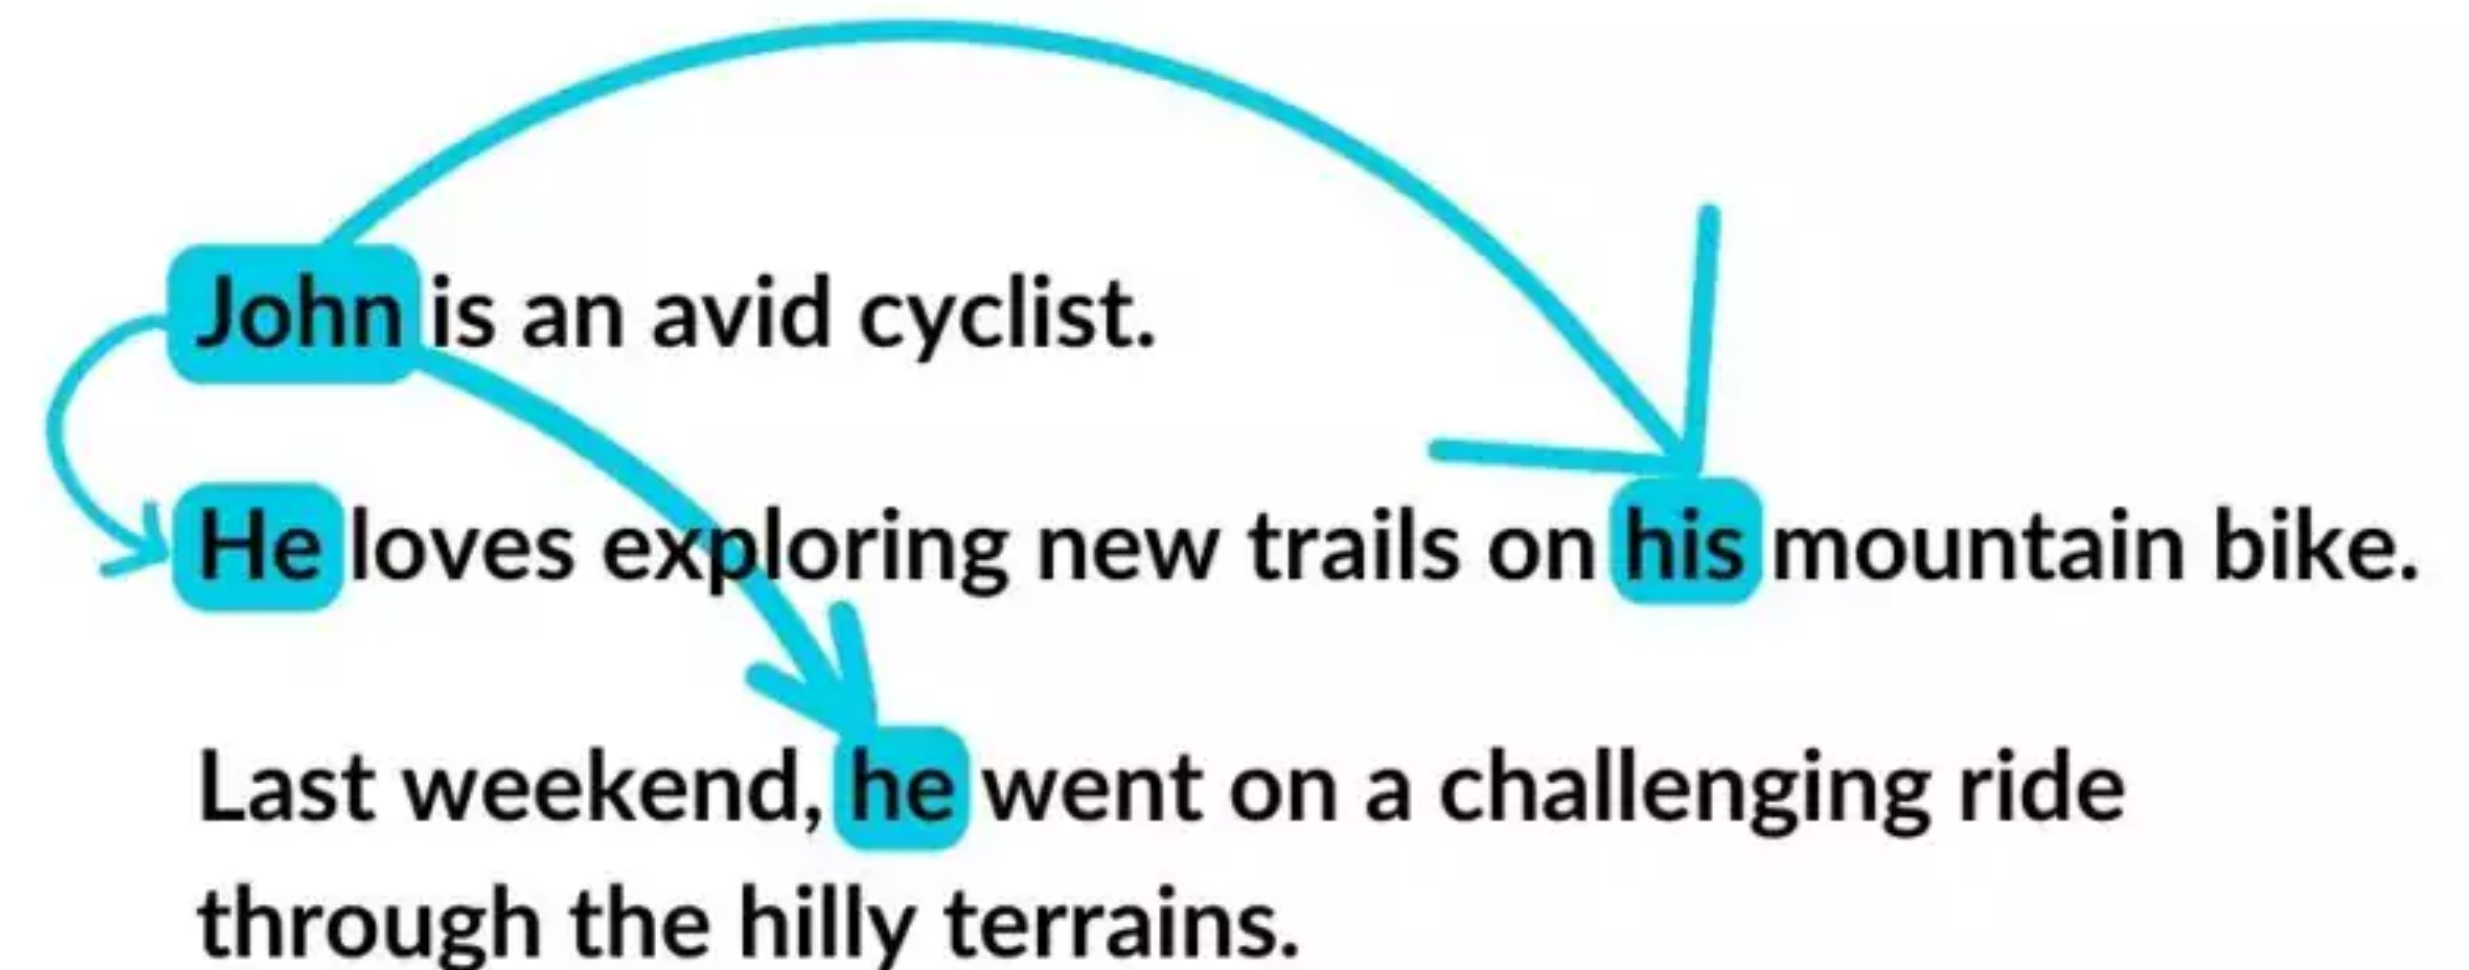 John is an avid cyclist.
He loves exploring new trails on his mountain bike.
Last weekend, he went on a challenging ride
through the hilly terrains.